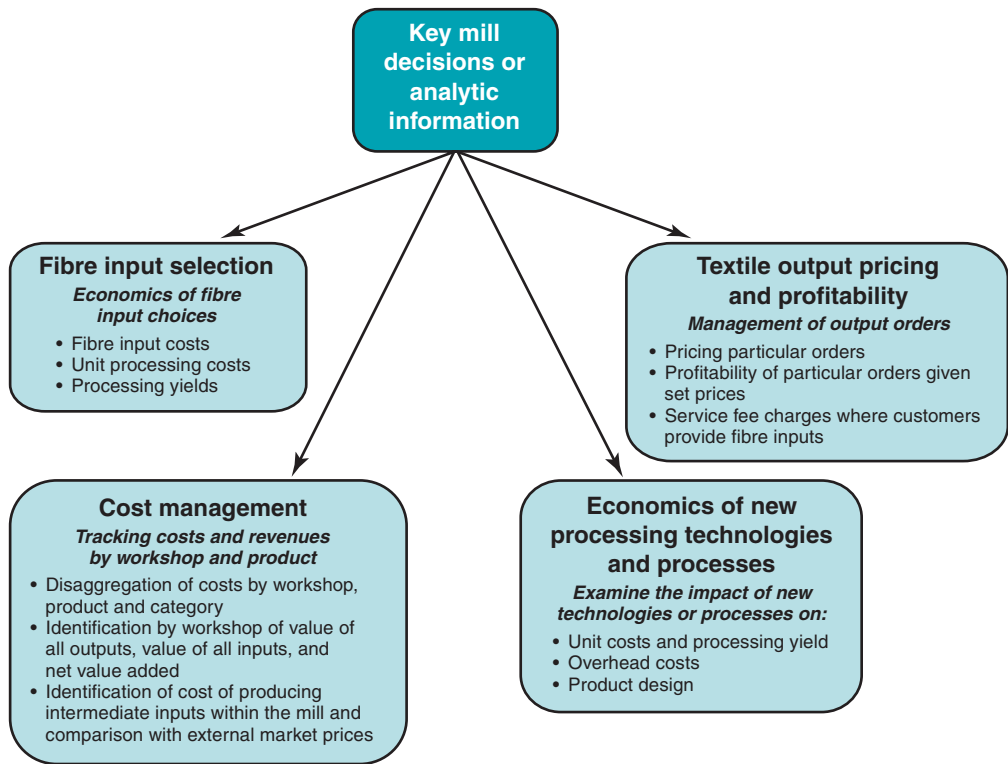 Key mill
decisions or
analytic
information
Fibre input selection
Economics of fibre
input choices
• Fibre input costs
• Unit processing costs
• Processing yields
Textile output pricing
and profitability
Management of output orders
• Pricing particular orders
• Profitability of particular orders given
set prices
• Service fee charges where customers
provide fibre inputs
Cost management
Tracking costs and revenues
by workshop and product
• Disaggregation of costs by workshop,
product and category
• Identification by workshop of value of
all outputs, value of all inputs, and
net value added
• Identification of cost of producing
intermediate inputs within the mill and
comparison with external market prices
Economics of new
processing technologies
and processes
Examine the impact of new
technologies or processes on:
• Unit costs and processing yield
• Overhead costs
• Product design